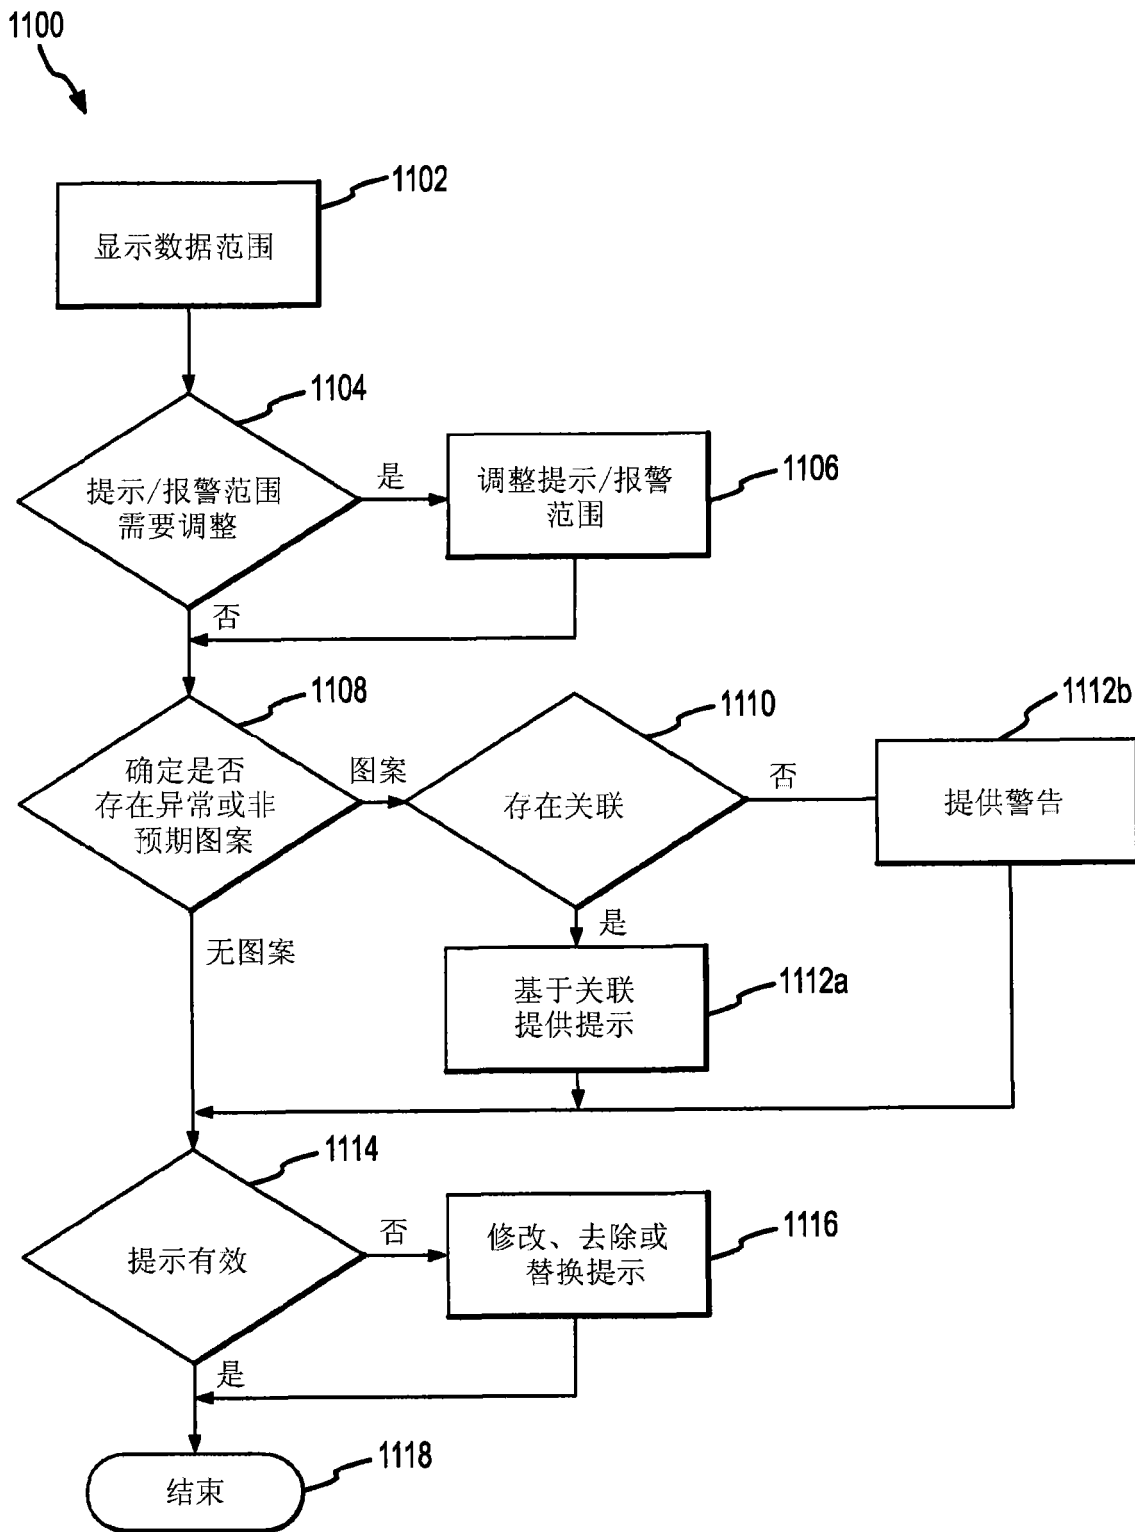 1100
1102
显示数据范围
1104
提示/报警范围
需要调整
是
1106
调整提示/报警
范围
否
1108
确定是否
存在异常或非
预期图案
图案
1110
存在关联
否
1112b
提供警告
无图案
是
1112a
基于关联
提供提示
1114
提示有效
否
1116
修改、去除或
替换提示
是
1118
结束